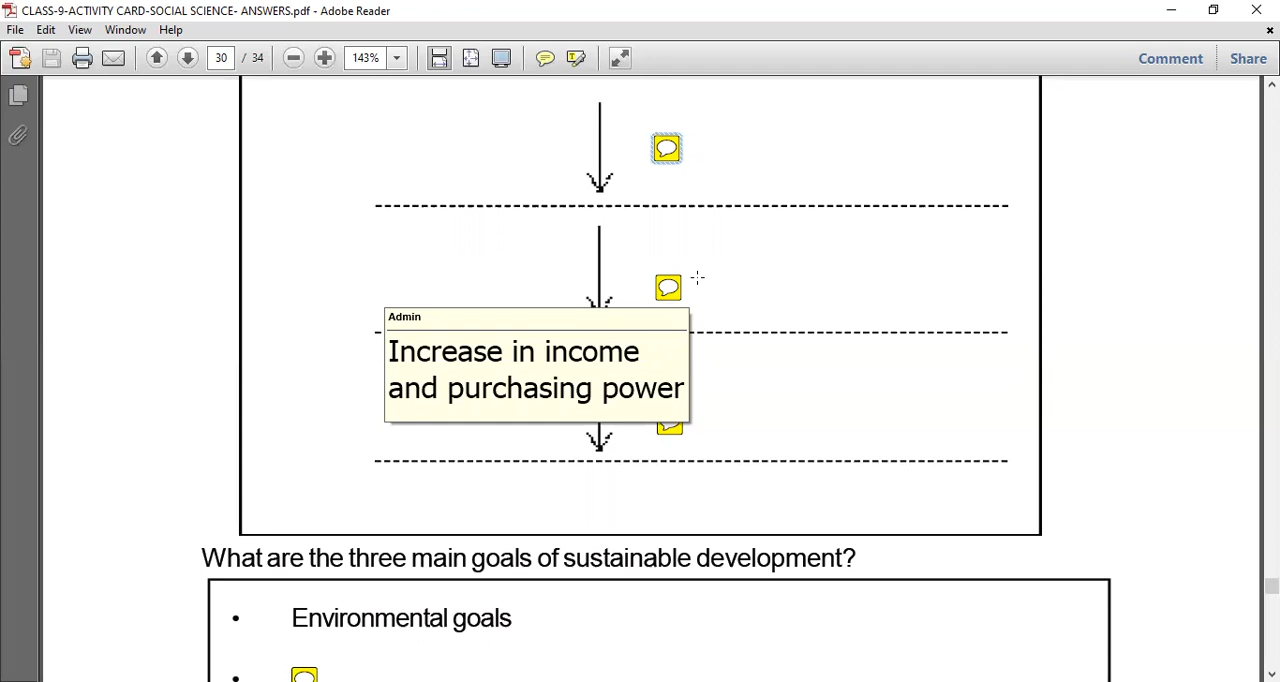 CLASS-9-ACTIVITY CARD-SOCIAL SCIENCE- ANSWERS.pdf - Adobe Reader
File Edit View Window Help
30 / 34 143% Comment Share
Admin
Increase in income
and purchasing power
What are the three main goals of sustainable development?
• Environmental goals
•